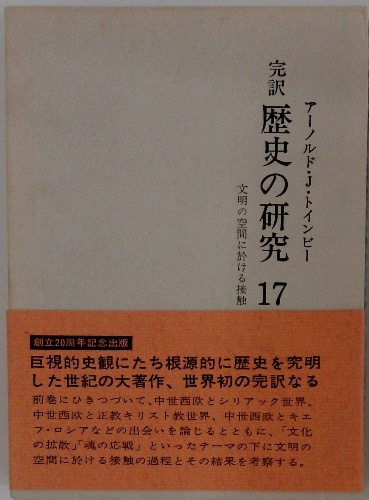 アーノルド・J・トインビー
完訳
歴史の研究 17
文明の空間に於ける接触
創立20周年記念出版
巨視的史観にたち根源的に歴史を究明
した世紀の大著作、世界初の完訳なる
前巻にひきつづいて、中世西欧とシリアック世界、
中世西欧と正教キリスト教世界、中世西欧とキエ
フ・ロシアなどの出会いを論じるとともに、「文化
の拡散」「魂の応戦」といったテーマの下に文明の
空間に於ける接触の過程とその結果を考察する。